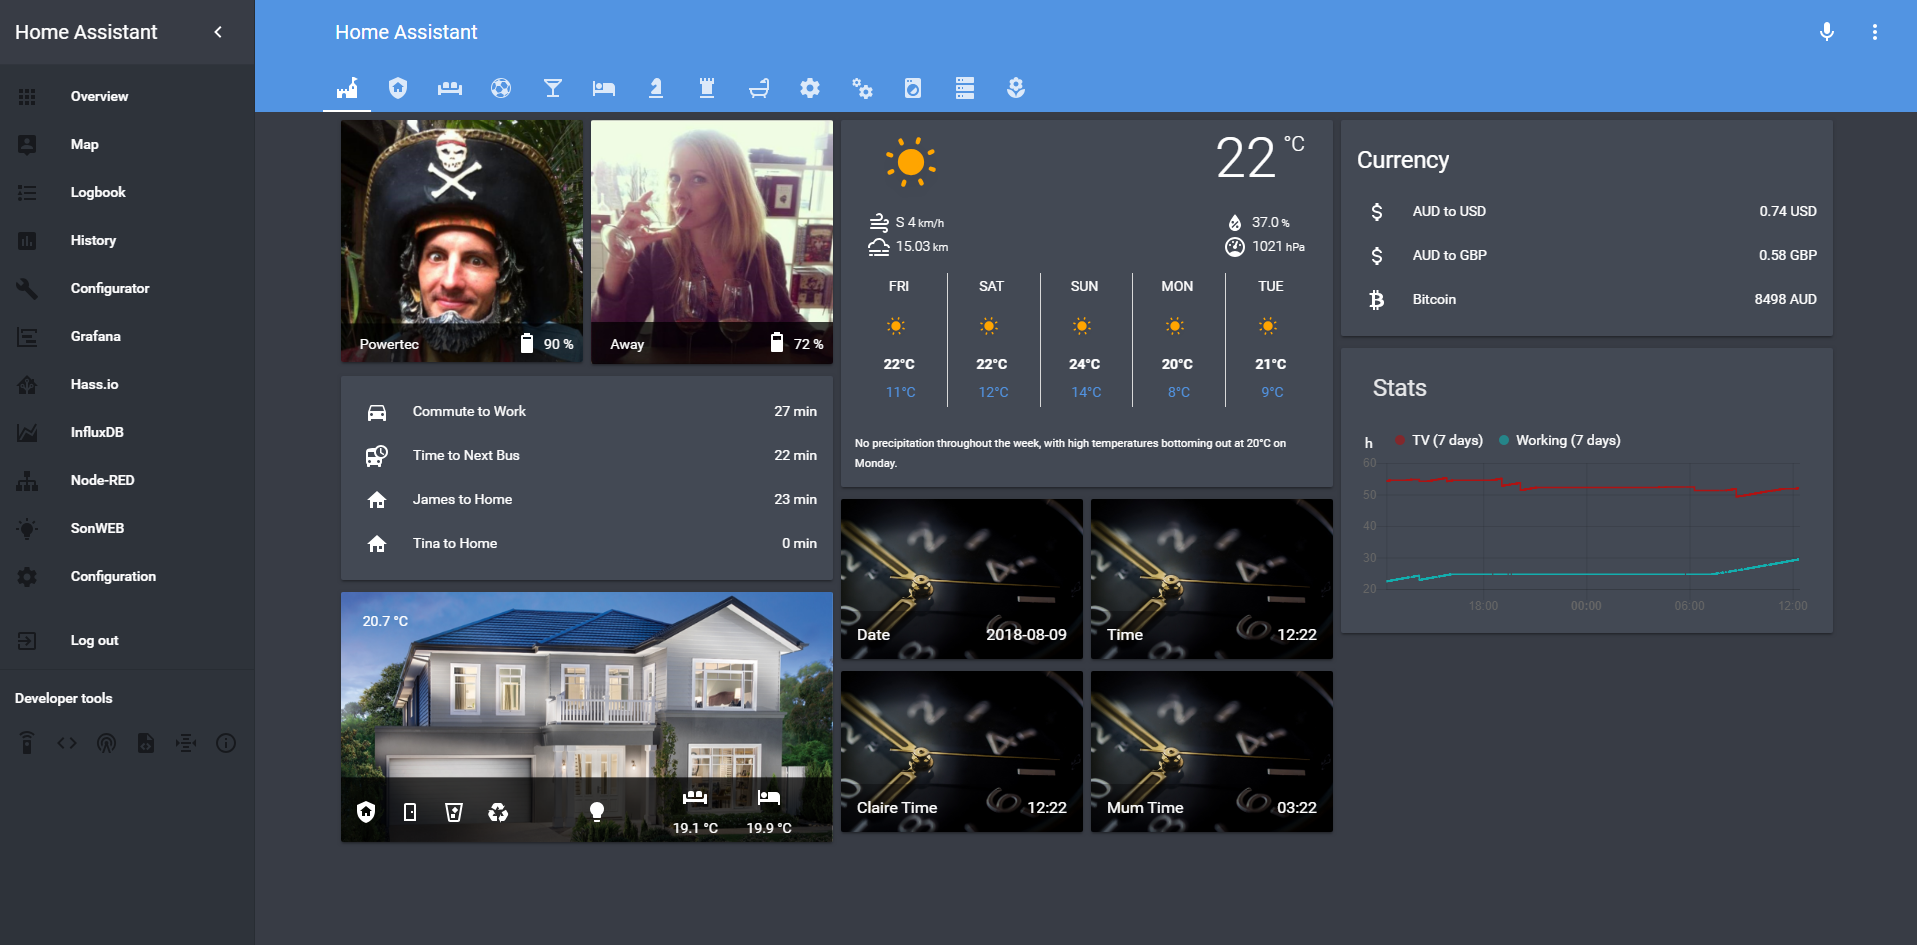 Home Assistant
Overview
Map
Logbook
History
Configurator
Grafana
Hass.io
InfluxDB
Node-RED
SonWEB
Configuration
Log out
Developer tools
Home Assistant
Powertec 90 %
Away 72 %
Commute to Work 27 min
Time to Next Bus 22 min
James to Home 23 min
Tina to Home 0 min
20.7 °C
19.1 °C 19.9 °C
22 °C
S 4 km/h 37.0 %
15.03 km 1021 hPa
FRI SAT SUN MON TUE
22°C 22°C 24°C 20°C 21°C
11°C 12°C 14°C 8°C 9°C
No precipitation throughout the week, with high temperatures bottoming out at 20°C on
Monday.
Date 2018-08-09
Time 12:22
Claire Time 12:22
Mum Time 03:22
Currency
AUD to USD 0.74 USD
AUD to GBP 0.58 GBP
Bitcoin 8498 AUD
Stats
h TV (7 days) Working (7 days)
60
50
40
30
20
18:00 00:00 06:00 12:00